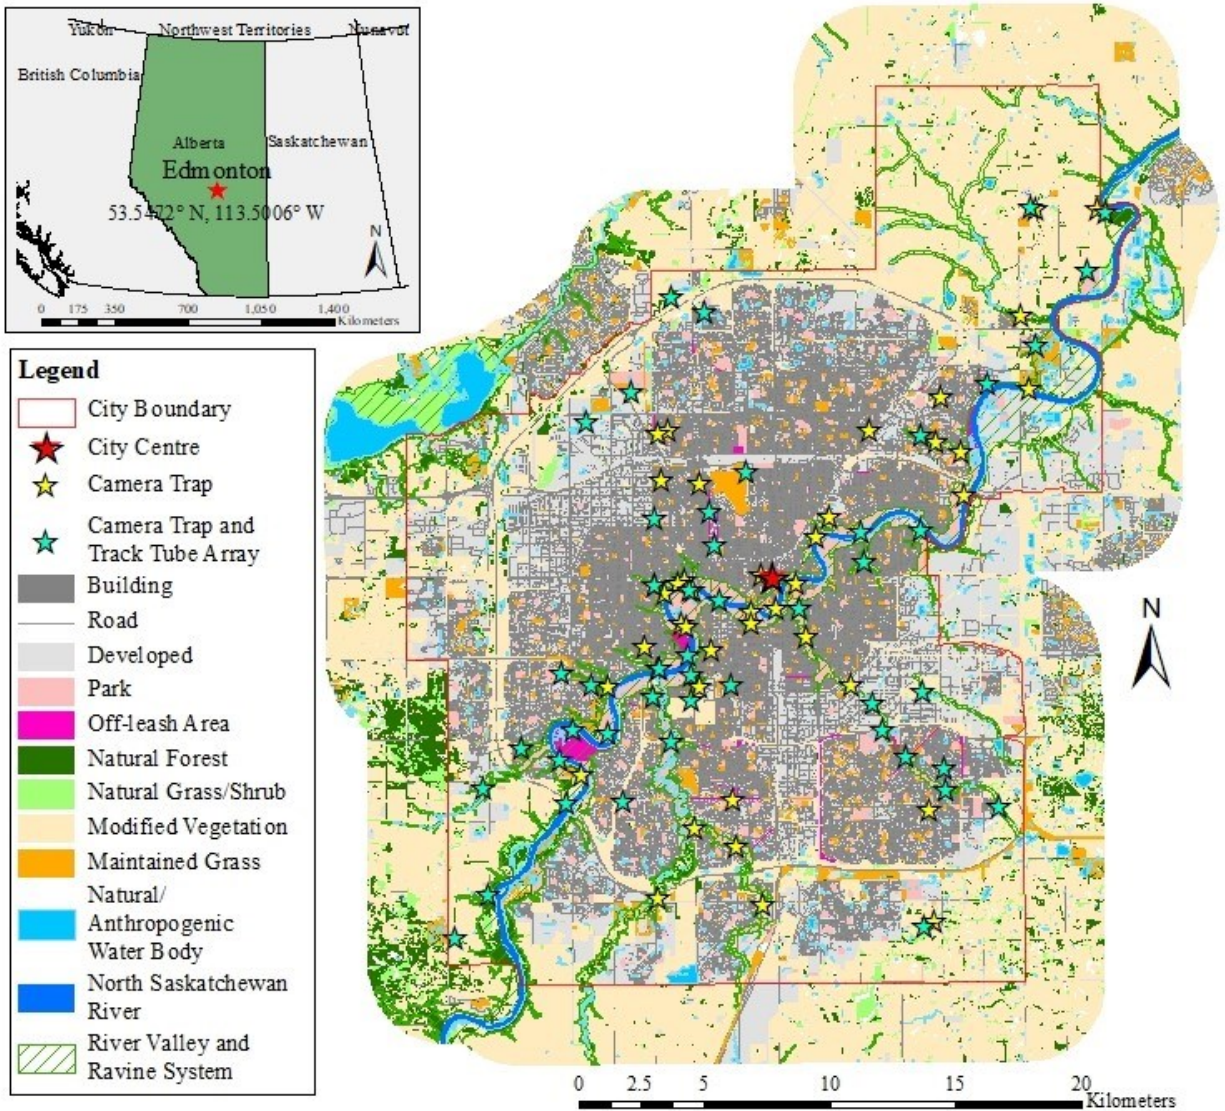 Yukon
Northwest Territories
Nunavut
British Columbia
Alberta
Saskatchewan
Edmonton
53.5472° N, 113.5006° W
N
0 175 350 700 1,050 1,400
Kilometers
Legend
City Boundary
City Centre
Camera Trap
Camera Trap and
Track Tube Array
Building
Road
Developed
Park
Off-leash Area
Natural Forest
Natural Grass/Shrub
Modified Vegetation
Maintained Grass
Natural/
Anthropogenic
Water Body
North Saskatchewan
River
River Valley and
Ravine System
N
0 2.5 5 10 15 20
Kilometers